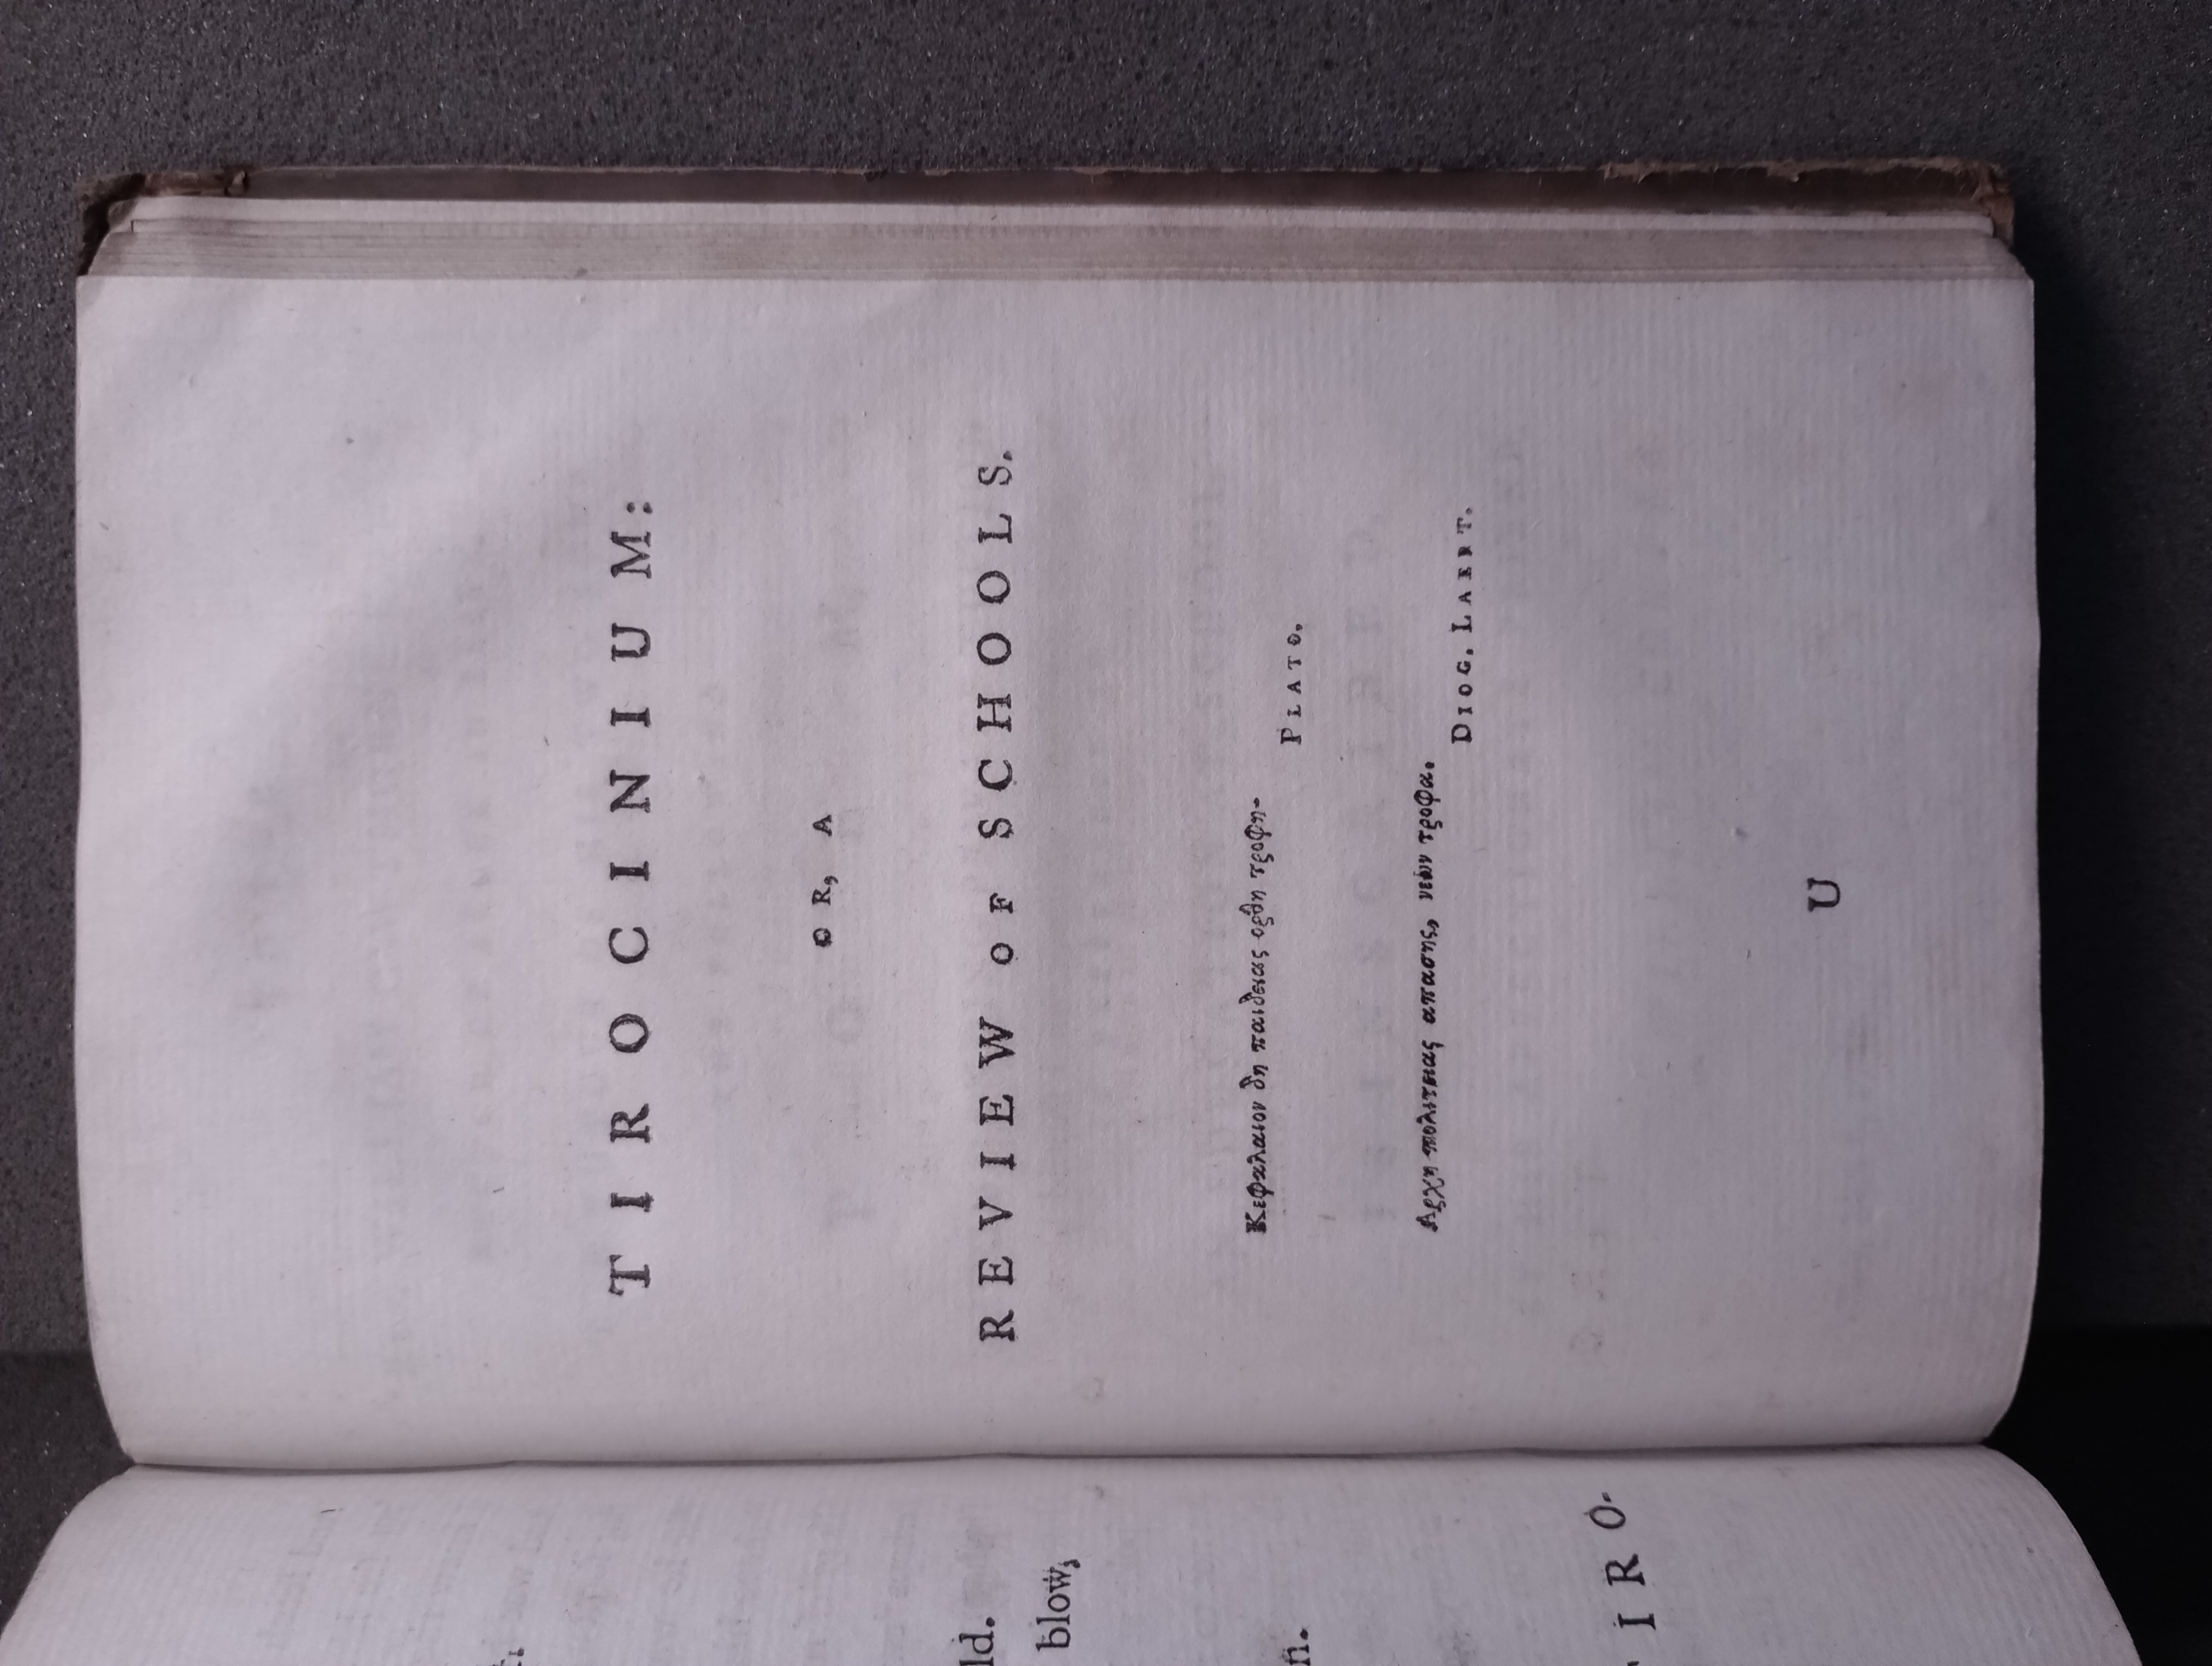 ld.
blow,
n.
IRO-
TIROCINIUM:
OR, A
REVIEW OF SCHOOLS.
Κεφαλαιον δη παιδειας ορθη τροφη-
PLATO.
Αρχη πολιτειας απασης, νεων τροφα.
DIOG. LAERT.
U